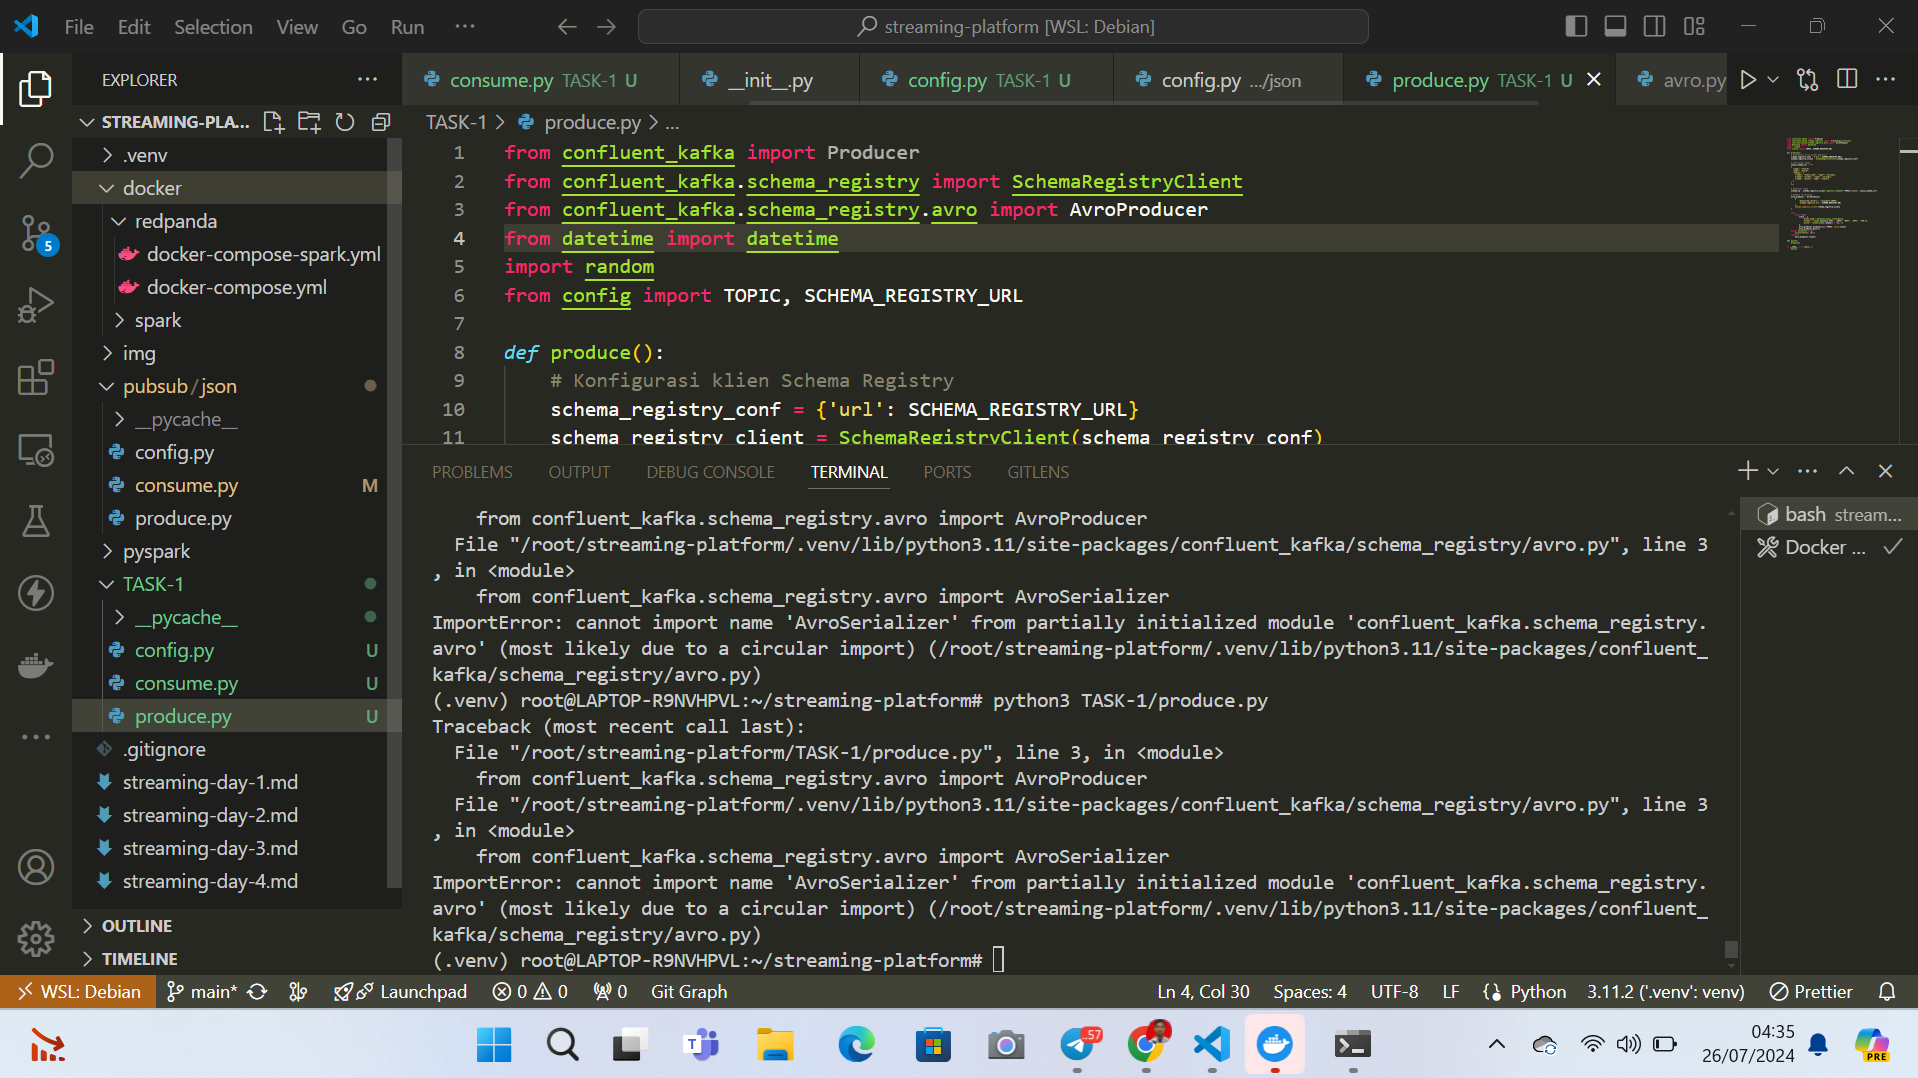 File Edit Selection View Go Run ··· streaming-platform [WSL: Debian]
EXPLORER ···
STREAMING-PLA...
.venv
docker
redpanda
docker-compose-spark.yml
docker-compose.yml
spark
img
pubsub/json
__pycache__
config.py
consume.py M
produce.py
pyspark
TASK-1
__pycache__
config.py U
consume.py U
produce.py U
.gitignore
streaming-day-1.md
streaming-day-2.md
streaming-day-3.md
streaming-day-4.md
OUTLINE
TIMELINE
5
consume.py TASK-1 U __init__.py config.py TASK-1 U config.py .../json produce.py TASK-1 U avro.py
TASK-1 > produce.py > ...
1 from confluent_kafka import Producer
2 from confluent_kafka.schema_registry import SchemaRegistryClient
3 from confluent_kafka.schema_registry.avro import AvroProducer
4 from datetime import datetime
5 import random
6 from config import TOPIC, SCHEMA_REGISTRY_URL
7
8 def produce():
9 # Konfigurasi klien Schema Registry
10 schema_registry_conf = {'url': SCHEMA_REGISTRY_URL}
11 schema_registry_client = SchemaRegistryClient(schema_registry_conf)
PROBLEMS OUTPUT DEBUG CONSOLE TERMINAL PORTS GITLENS
from confluent_kafka.schema_registry.avro import AvroProducer
File "/root/streaming-platform/.venv/lib/python3.11/site-packages/confluent_kafka/schema_registry/avro.py", line 3
, in <module>
from confluent_kafka.schema_registry.avro import AvroSerializer
ImportError: cannot import name 'AvroSerializer' from partially initialized module 'confluent_kafka.schema_registry.
avro' (most likely due to a circular import) (/root/streaming-platform/.venv/lib/python3.11/site-packages/confluent_
kafka/schema_registry/avro.py)
(.venv) root@LAPTOP-R9NVHPVL:~/streaming-platform# python3 TASK-1/produce.py
Traceback (most recent call last):
File "/root/streaming-platform/TASK-1/produce.py", line 3, in <module>
from confluent_kafka.schema_registry.avro import AvroProducer
File "/root/streaming-platform/.venv/lib/python3.11/site-packages/confluent_kafka/schema_registry/avro.py", line 3
, in <module>
from confluent_kafka.schema_registry.avro import AvroSerializer
ImportError: cannot import name 'AvroSerializer' from partially initialized module 'confluent_kafka.schema_registry.
avro' (most likely due to a circular import) (/root/streaming-platform/.venv/lib/python3.11/site-packages/confluent_
kafka/schema_registry/avro.py)
(.venv) root@LAPTOP-R9NVHPVL:~/streaming-platform#
bash stream...
Docker ...
WSL: Debian main* Launchpad 0 0 0 Git Graph Ln 4, Col 30 Spaces: 4 UTF-8 LF Python 3.11.2 ('.venv': venv) Prettier
57
04:35
26/07/2024
PRE